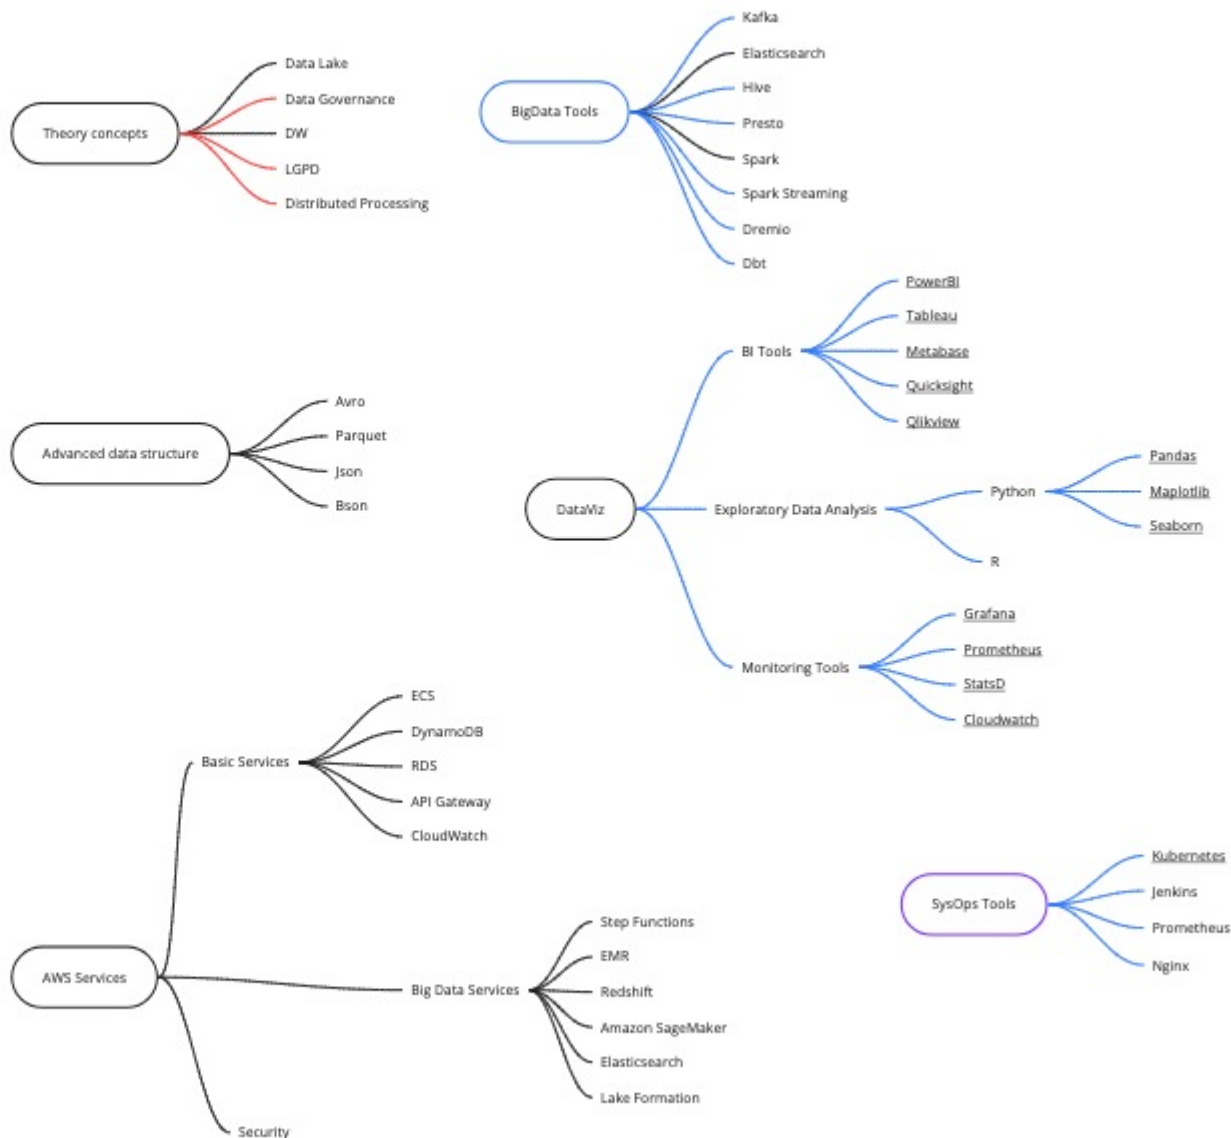 Theory concepts
Data Lake
Data Governance
DW
LGPD
Distributed Processing
BigData Tools
Kafka
Elasticsearch
Hive
Presto
Spark
Spark Streaming
Dremio
Dbt
Advanced data structure
Avro
Parquet
Json
Bson
DataViz
BI Tools
PowerBI
Tableau
Metabase
Quicksight
Qlikview
Exploratory Data Analysis
Python
Pandas
Maplotlib
Seaborn
R
Monitoring Tools
Grafana
Prometheus
StatsD
Cloudwatch
AWS Services
Basic Services
ECS
DynamoDB
RDS
API Gateway
CloudWatch
Big Data Services
Step Functions
EMR
Redshift
Amazon SageMaker
Elasticsearch
Lake Formation
Security
SysOps Tools
Kubernetes
Jenkins
Prometheus
Nginx